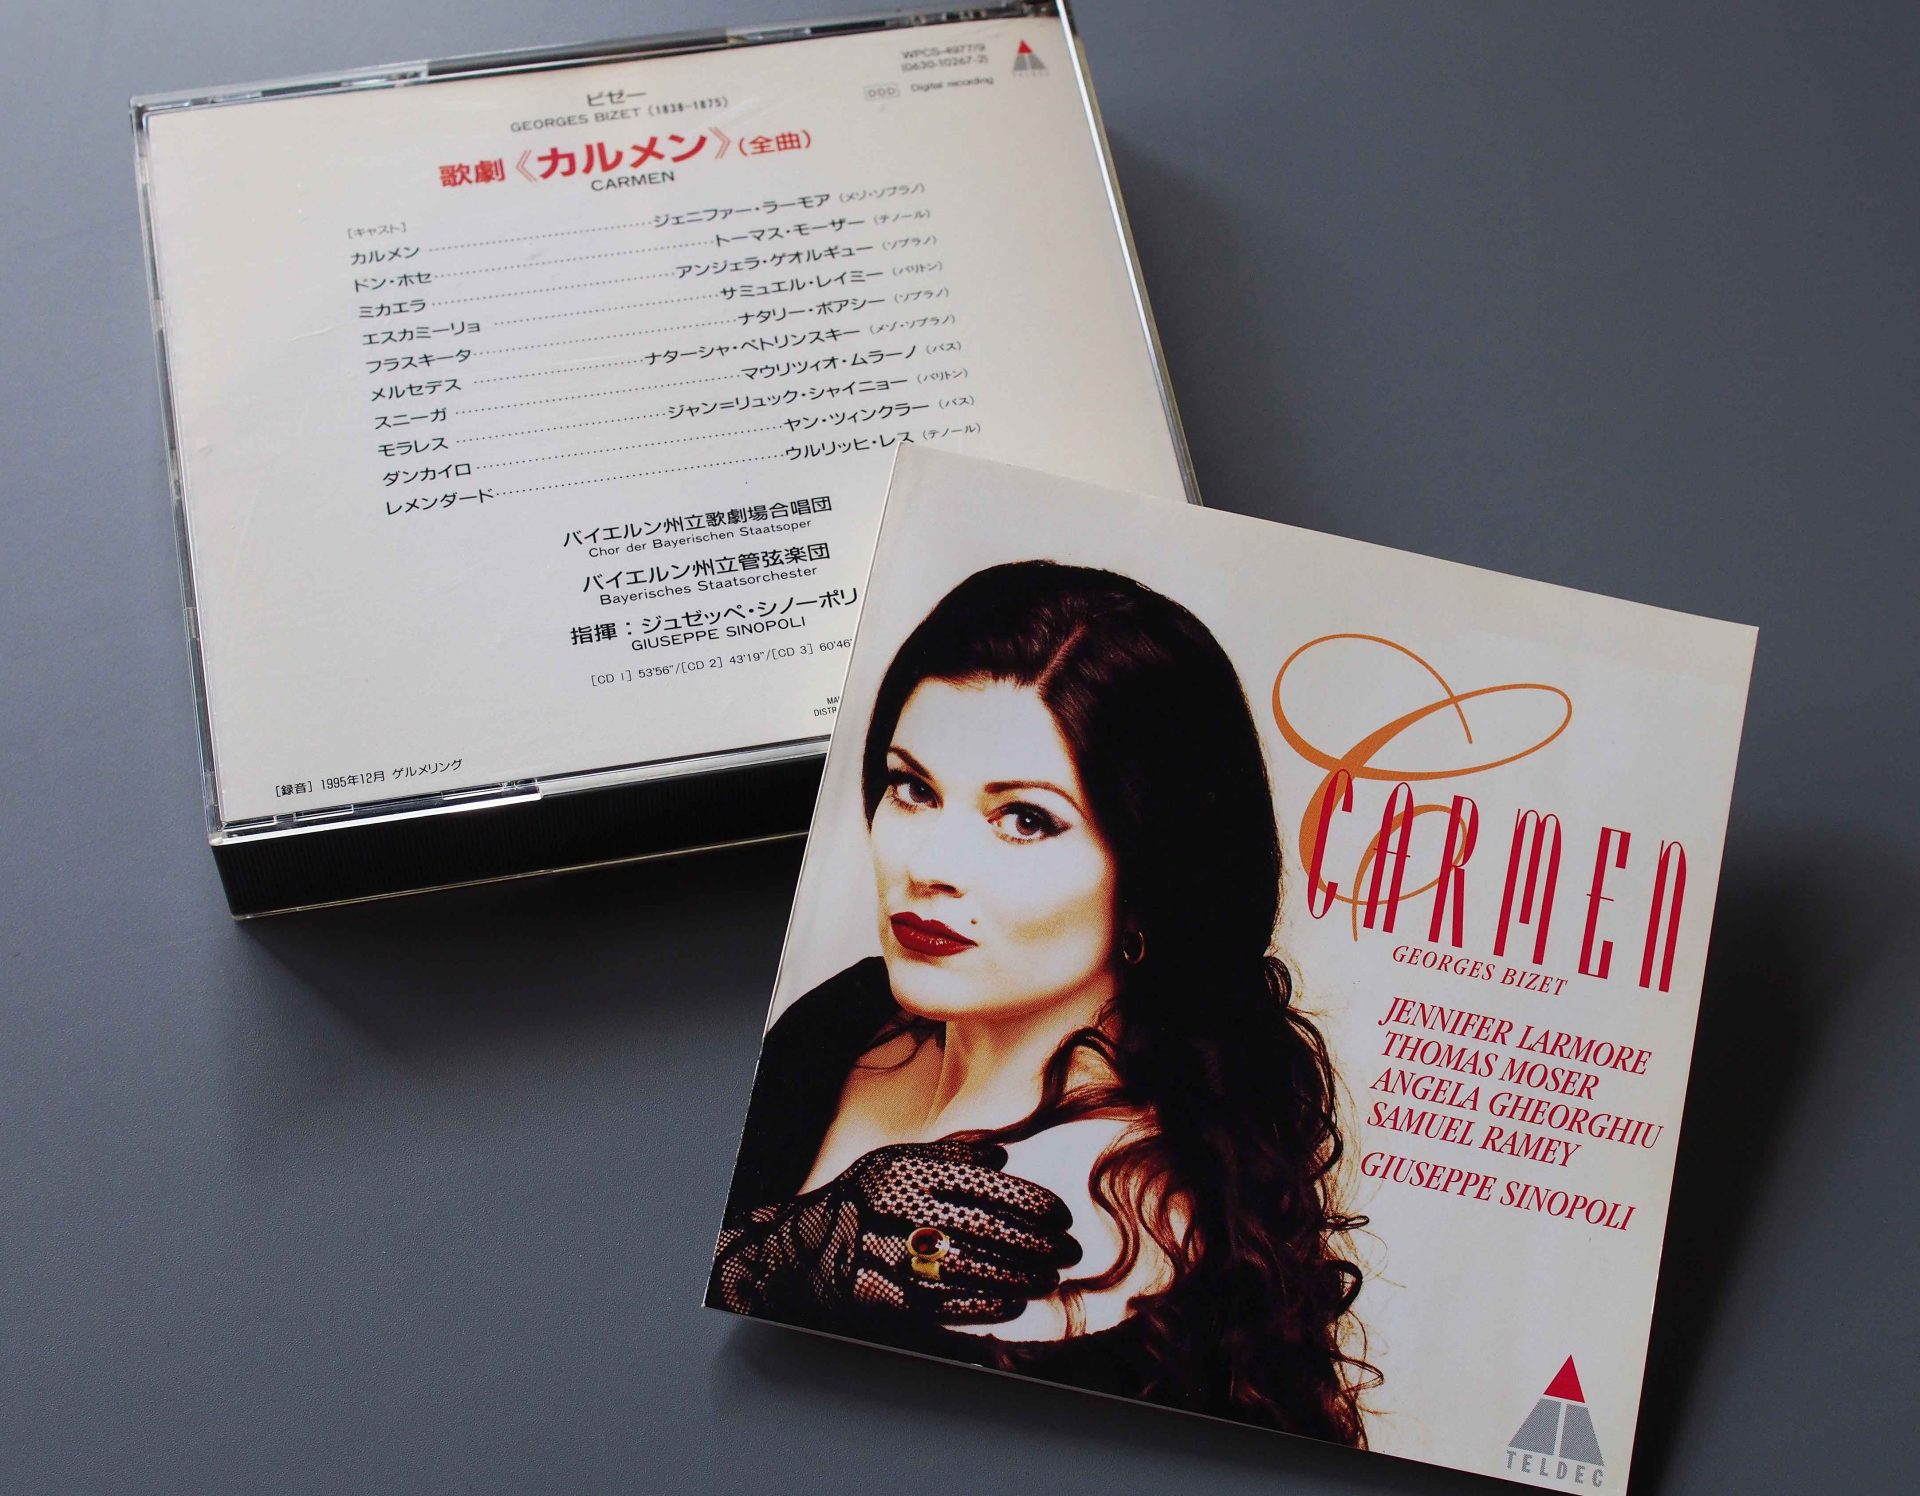 WPCS-4977/9
(0630-10267-2)
TELDEC
DDD Digital recording
ビゼー
GEORGES BIZET (1838-1875)
歌劇《カルメン》(全曲)
CARMEN
[キャスト]
カルメン……ジェニファー・ラーモア(メゾ・ソプラノ)
ドン・ホセ……トーマス・モーザー(テノール)
ミカエラ……アンジェラ・ゲオルギュー(ソプラノ)
エスカミーリョ……サミュエル・レイミー(バリトン)
フラスキータ……ナタリー・ボアシー(ソプラノ)
メルセデス……ナターシャ・ペトリンスキー(メゾ・ソプラノ)
スニーガ……マウリツィオ・ムラーノ(バス)
モラレス……ジャン=リュック・シャイニョー(バリトン)
ダンカイロ……ヤン・ツィンクラー(バス)
レメンダード……ウルリッヒ・レス(テノール)
バイエルン州立歌劇場合唱団
Chor der Bayerischen Staatsoper
バイエルン州立管弦楽団
Bayerisches Staatsorchester
指揮:ジュゼッペ・シノーポリ
GIUSEPPE SINOPOLI
[CD 1] 53'56"/[CD 2] 43'19"/[CD 3] 60'46"
[録音] 1995年12月 ゲルメリング
CARMEN
GEORGES BIZET
JENNIFER LARMORE
THOMAS MOSER
ANGELA GHEORGHIU
SAMUEL RAMEY
GIUSEPPE SINOPOLI
TELDEC